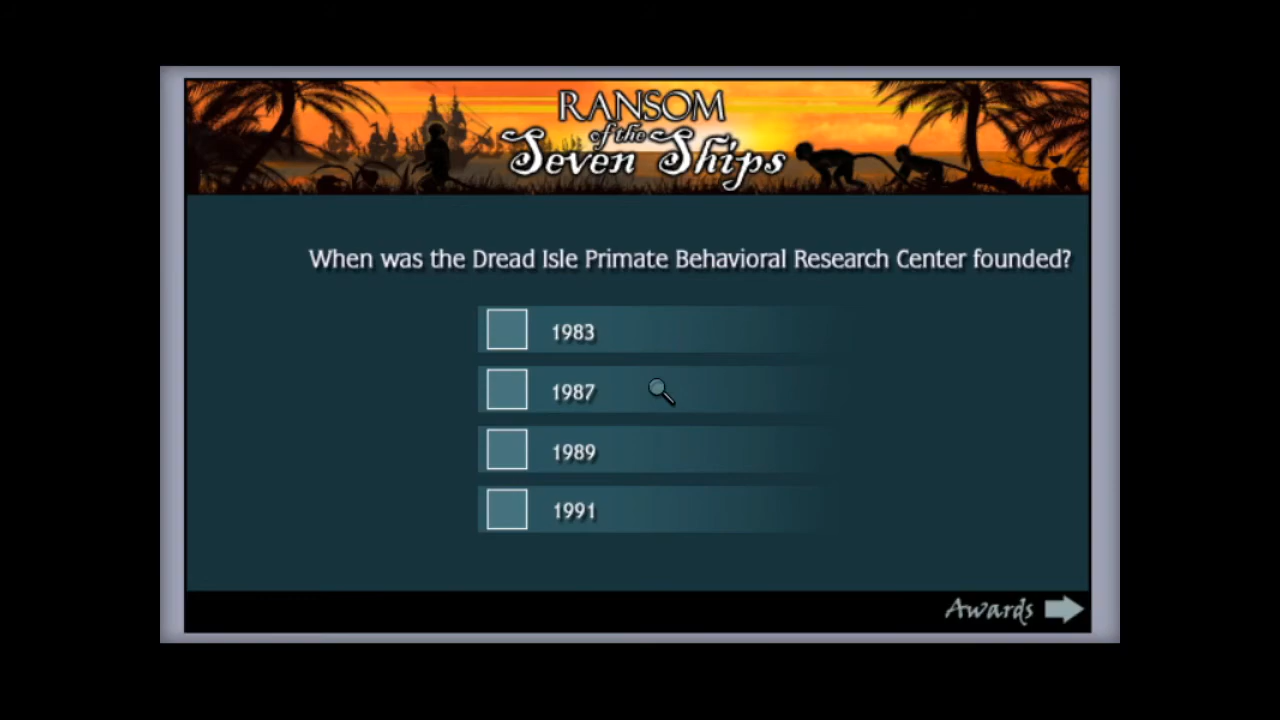 RANSOM
of the
Seven Ships
When was the Dread Isle Primate Behavioral Research Center founded?
1983
1987
1989
1991
Awards